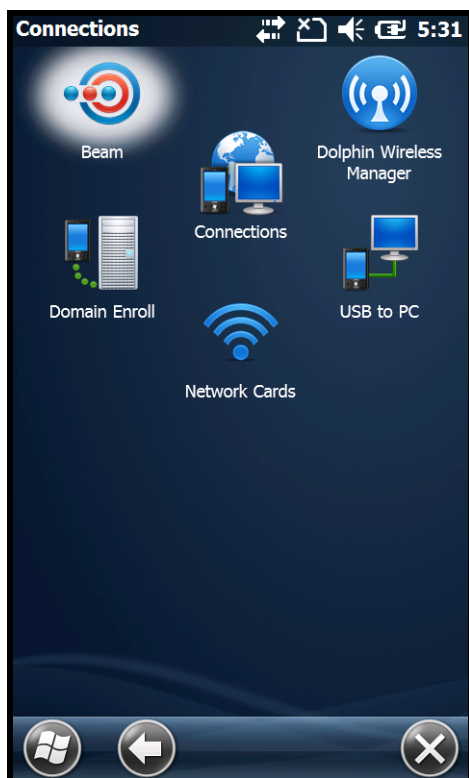 Connections 5:31
Beam
Dolphin Wireless
Manager
Connections
Domain Enroll
USB to PC
Network Cards